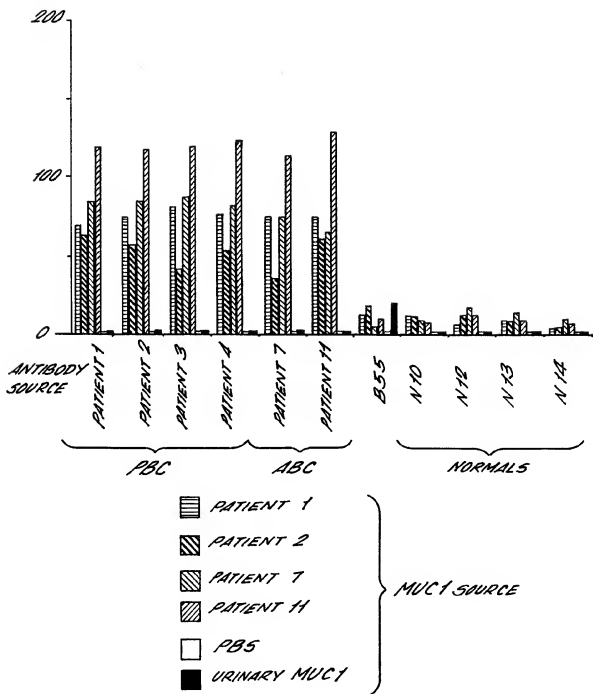 200
100
0
ANTIBODY SOURCE
PATIENT 1
PATIENT 2
PATIENT 3
PATIENT 4
PATIENT 7
PATIENT 11
B55
N10
N12
N13
N14
PBC
ABC
NORMALS
PATIENT 1
PATIENT 2
PATIENT 7
PATIENT 11
PBS
URINARY MUC1
MUC1 SOURCE